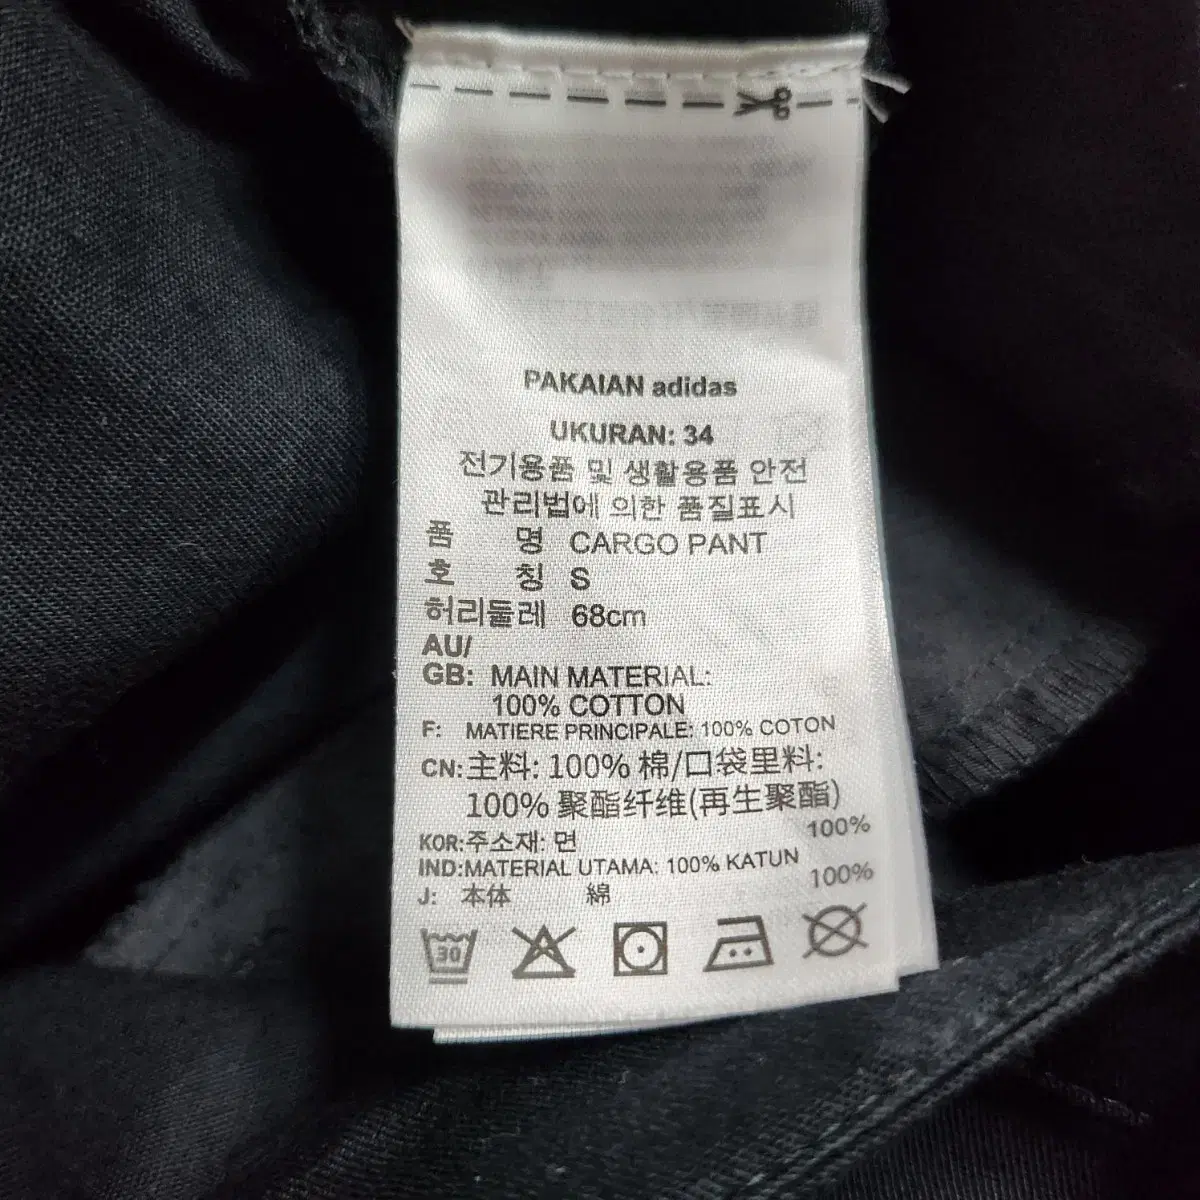 PAKAIAN adidas
UKURAN: 34
전기용품 및 생활용품 안전
관리법에 의한 품질표시
품 명 CARGO PANT
호 칭 S
허리둘레 68cm
AU/
GB: MAIN MATERIAL:
100% COTTON
F: MATIERE PRINCIPALE: 100% COTON
CN:主料: 100% 棉/口袋里料:
100% 聚酯纤维(再生聚酯)
KOR:주소재: 면 100%
IND:MATERIAL UTAMA: 100% KATUN
J: 本体 綿 100%
30